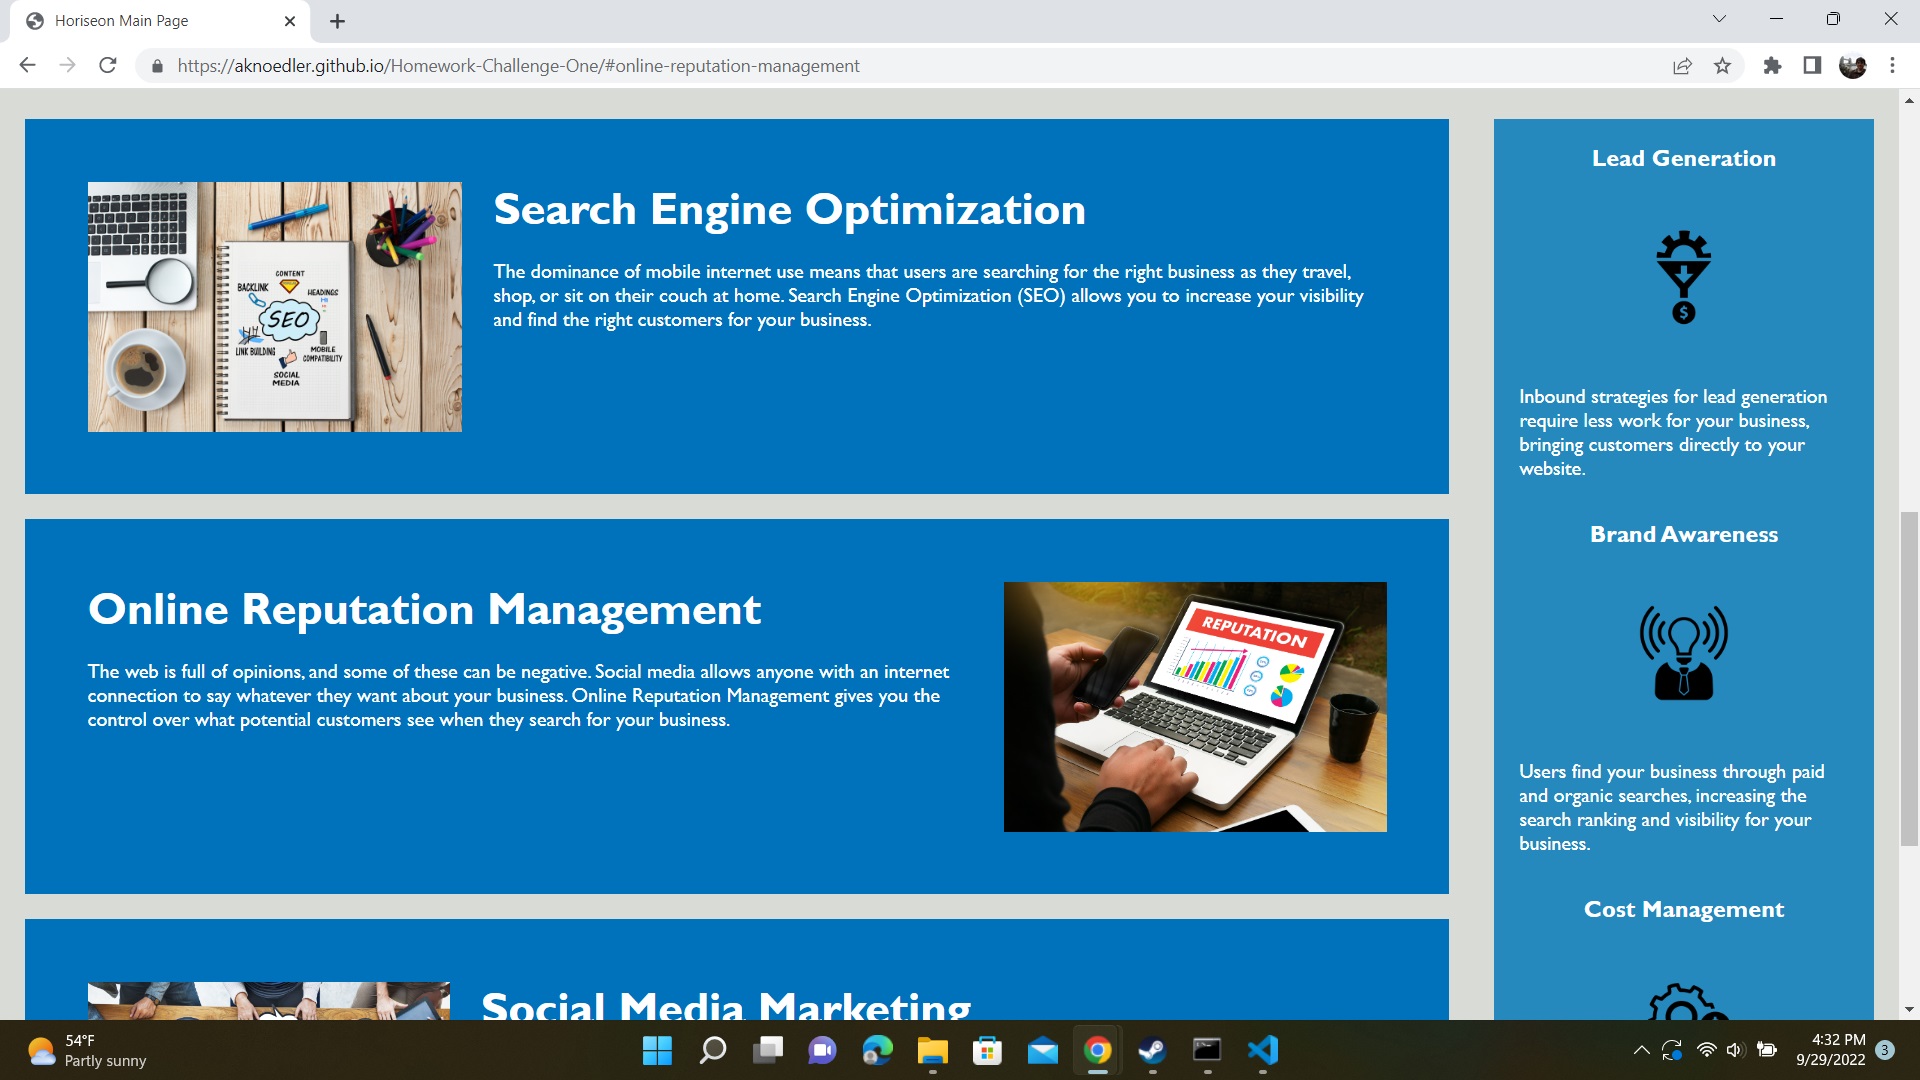 Horiseon Main Page
https://aknoedler.github.io/Homework-Challenge-One/#online-reputation-management
CONTENT
BACKLINK
HEADINGS
H1
SEO
LINK BUILDING
MOBILE
COMPATIBILITY
SOCIAL
MEDIA
Search Engine Optimization
The dominance of mobile internet use means that users are searching for the right business as they travel,
shop, or sit on their couch at home. Search Engine Optimization (SEO) allows you to increase your visibility
and find the right customers for your business.
Online Reputation Management
The web is full of opinions, and some of these can be negative. Social media allows anyone with an internet
connection to say whatever they want about your business. Online Reputation Management gives you the
control over what potential customers see when they search for your business.
REPUTATION
Social Media Marketing
Lead Generation
$
Inbound strategies for lead generation
require less work for your business,
bringing customers directly to your
website.
Brand Awareness
Users find your business through paid
and organic searches, increasing the
search ranking and visibility for your
business.
Cost Management
54°F
Partly sunny
4:32 PM
9/29/2022
3